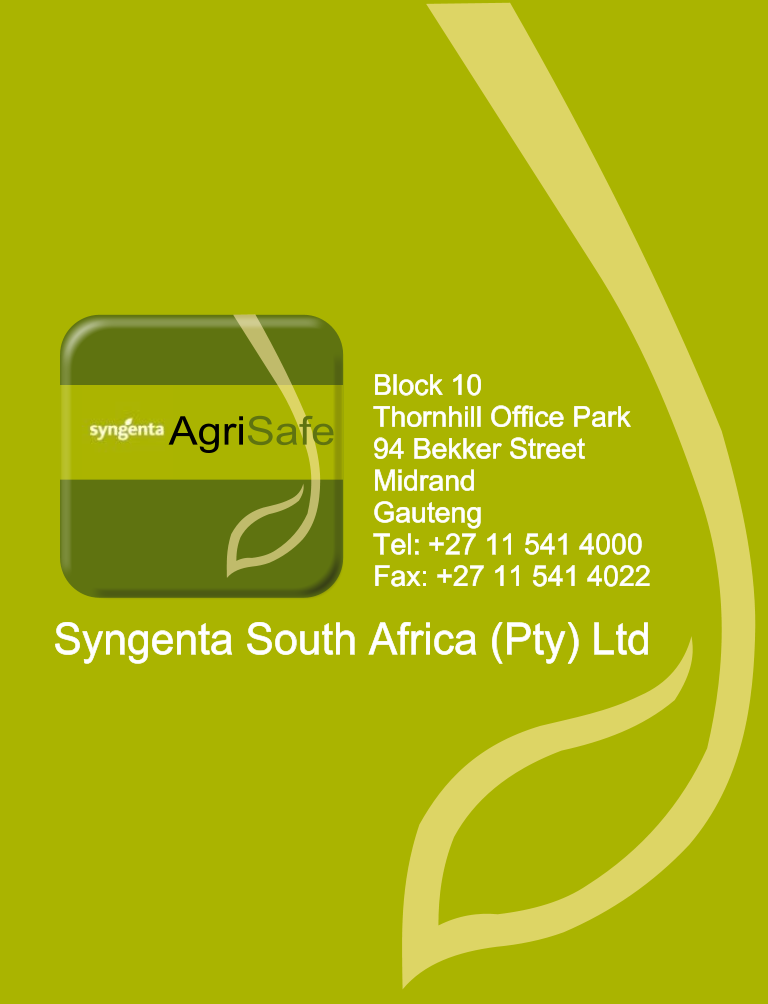 syngenta AgriSafe
Block 10
Thornhill Office Park
94 Bekker Street
Midrand
Gauteng
Tel: +27 11 541 4000
Fax: +27 11 541 4022
Syngenta South Africa (Pty) Ltd